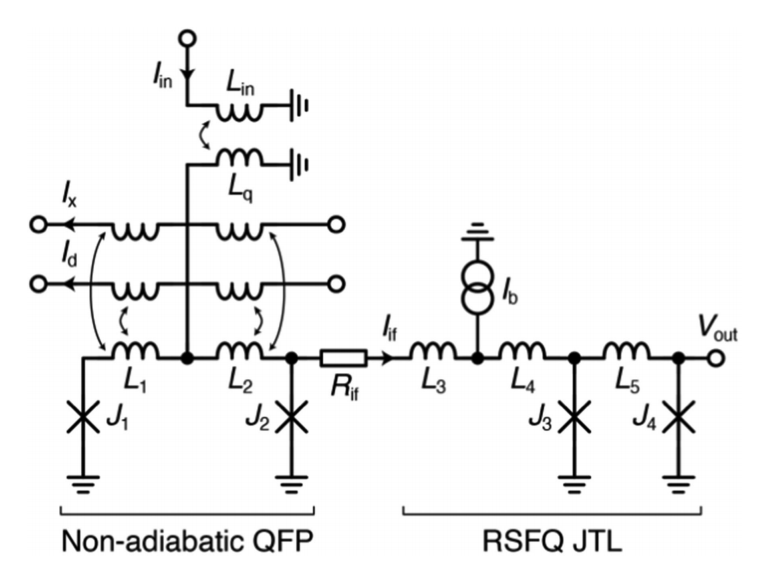 I_in
L_in
L_q
I_x
I_d
I_b
I_if
V_out
L_1
L_2
R_if
L_3
L_4
L_5
J_1
J_2
J_3
J_4
Non-adiabatic QFP
RSFQ JTL